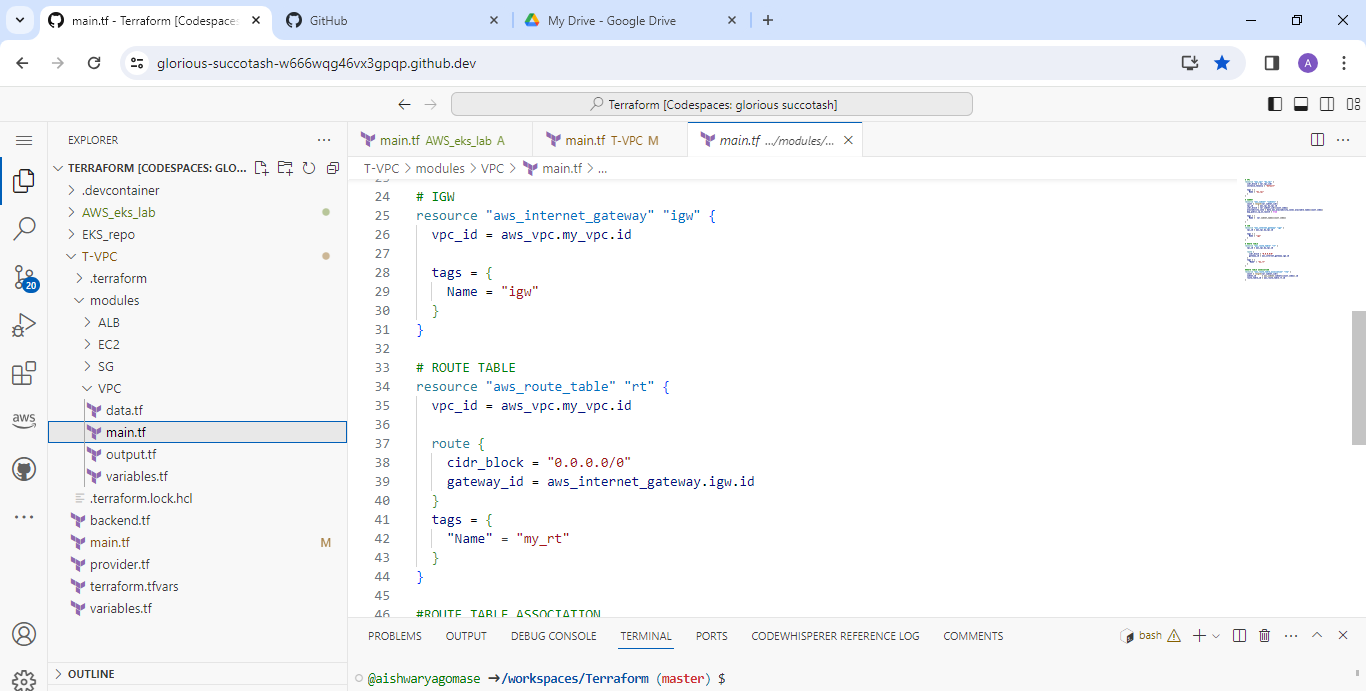 main.tf - Terraform [Codespaces
GitHub
My Drive - Google Drive
glorious-succotash-w666wqg46vx3gpqp.github.dev
A
Terraform [Codespaces: glorious succotash]
EXPLORER
TERRAFORM [CODESPACES: GLO...
.devcontainer
AWS_eks_lab
EKS_repo
T-VPC
.terraform
modules
ALB
EC2
SG
VPC
data.tf
main.tf
output.tf
variables.tf
.terraform.lock.hcl
backend.tf
main.tf M
provider.tf
terraform.tfvars
variables.tf
OUTLINE
20
aws
main.tf AWS_eks_lab A
main.tf T-VPC M
main.tf .../modules/...
T-VPC > modules > VPC > main.tf > ...
24 # IGW
25 resource "aws_internet_gateway" "igw" {
26 vpc_id = aws_vpc.my_vpc.id
27
28 tags = {
29 Name = "igw"
30 }
31 }
32
33 # ROUTE TABLE
34 resource "aws_route_table" "rt" {
35 vpc_id = aws_vpc.my_vpc.id
36
37 route {
38 cidr_block = "0.0.0.0/0"
39 gateway_id = aws_internet_gateway.igw.id
40 }
41 tags = {
42 "Name" = "my_rt"
43 }
44 }
45
46 #ROUTE TABLE ASSOCIATION
PROBLEMS OUTPUT DEBUG CONSOLE TERMINAL PORTS CODEWHISPERER REFERENCE LOG COMMENTS
bash
@aishwaryagomase ➜/workspaces/Terraform (master) $